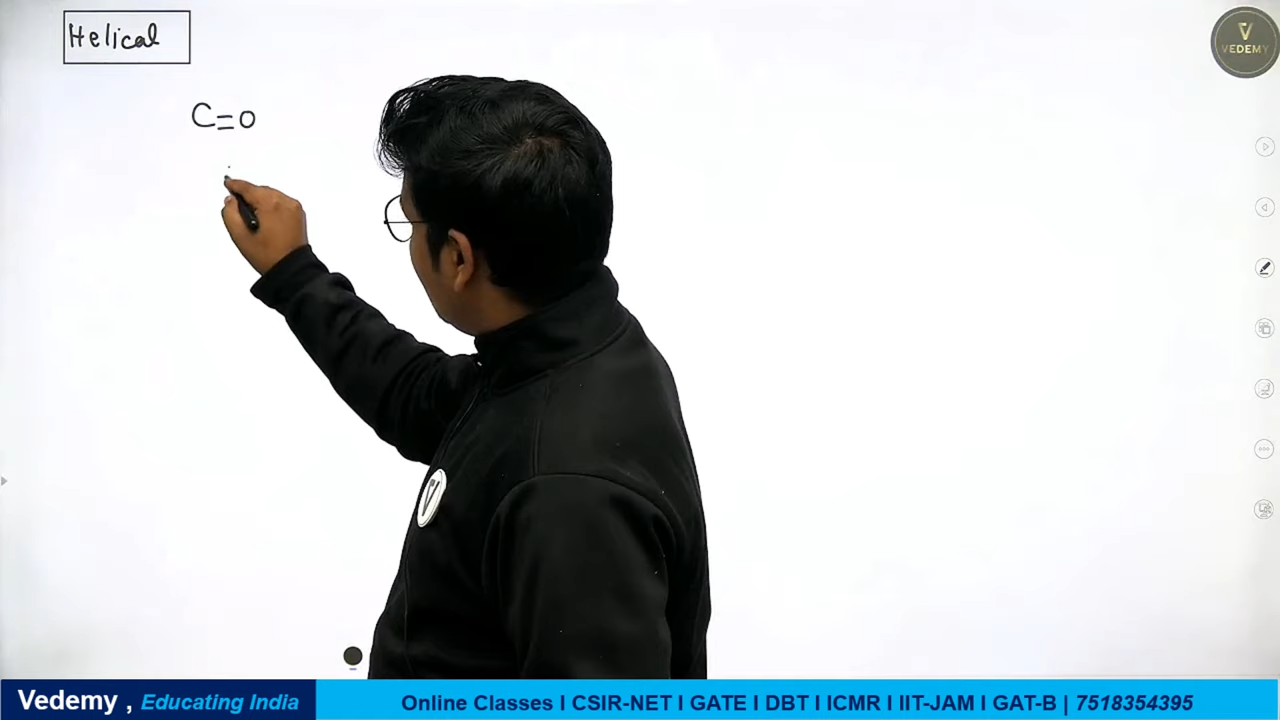 Helical
V
VEDEMY
C=O
Vedemy , Educating India
Online Classes I CSIR-NET I GATE I DBT I ICMR I IIT-JAM I GAT-B | 7518354395